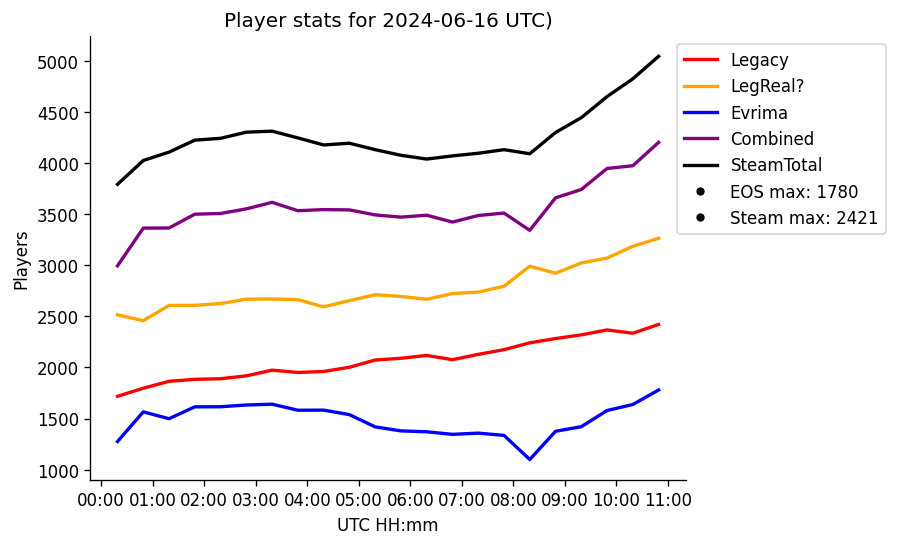 Player stats for 2024-06-16 UTC)
Players
5000
4500
4000
3500
3000
2500
2000
1500
1000
00:00 01:00 02:00 03:00 04:00 05:00 06:00 07:00 08:00 09:00 10:00 11:00
UTC HH:mm
Legacy
LegReal?
Evrima
Combined
SteamTotal
EOS max: 1780
Steam max: 2421